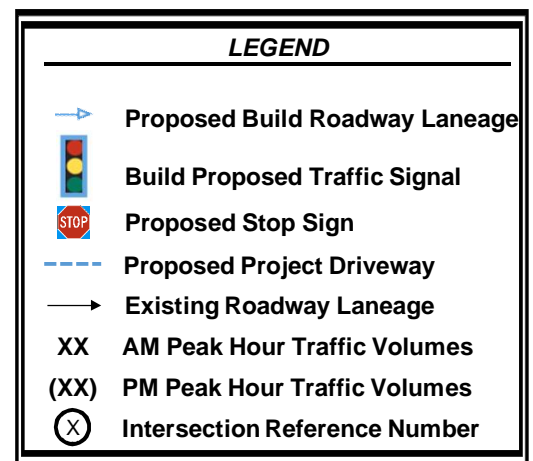 LEGEND
Proposed Build Roadway Laneage
Build Proposed Traffic Signal
STOP Proposed Stop Sign
Proposed Project Driveway
Existing Roadway Laneage
XX AM Peak Hour Traffic Volumes
(XX) PM Peak Hour Traffic Volumes
X Intersection Reference Number